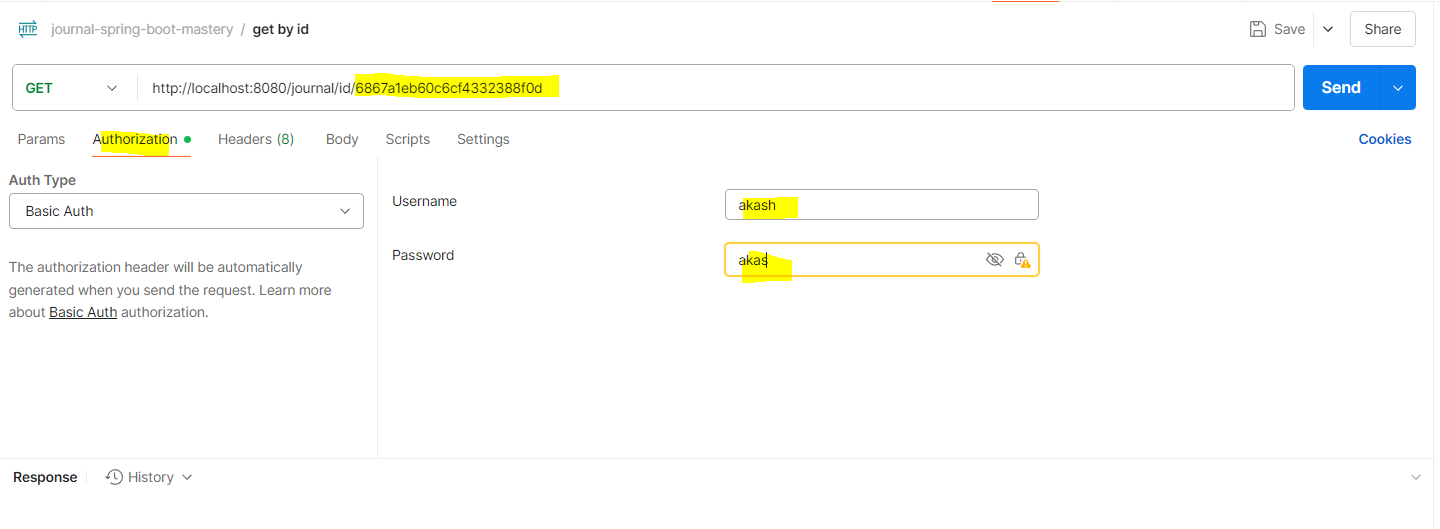 HTTP journal-spring-boot-mastery / get by id Save Share
GET http://localhost:8080/journal/id/6867a1eb60c6cf4332388f0d Send
Params Authorization Headers (8) Body Scripts Settings Cookies
Auth Type
Basic Auth
The authorization header will be automatically
generated when you send the request. Learn more
about Basic Auth authorization.
Username akash
Password akas
Response History